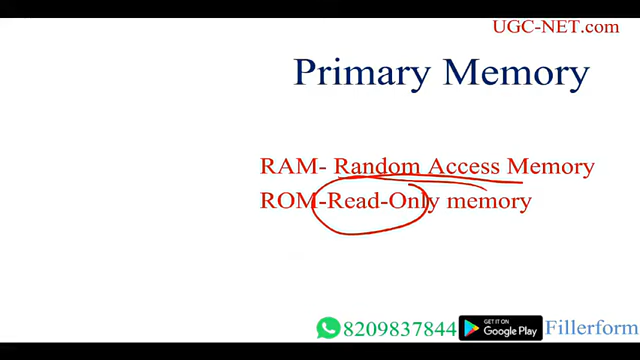 UGC-NET.com
Primary Memory
RAM- Random Access Memory
ROM-Read-Only memory
8209837844 GET IT ON Google Play Fillerform